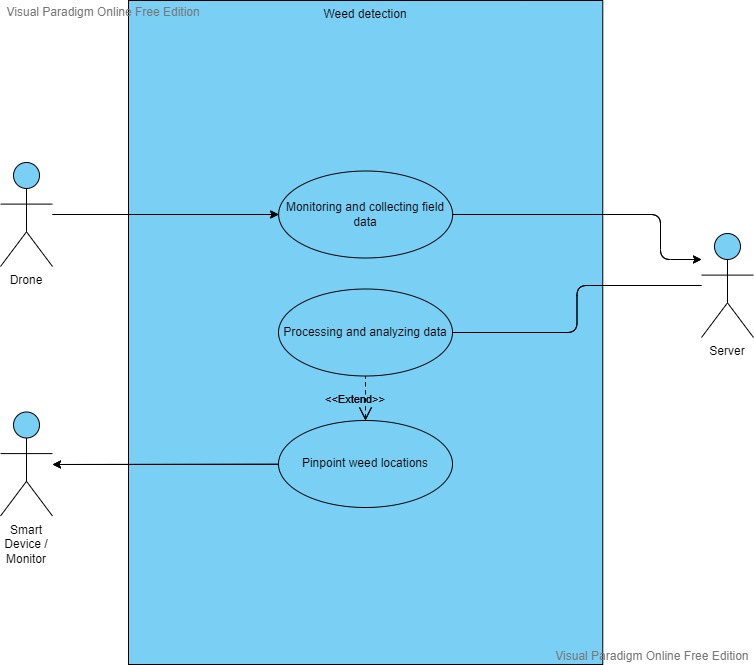 Visual Paradigm Online Free Edition
Weed detection
Monitoring and collecting field
data
Drone
Processing and analyzing data
Server
<<Extend>>
Pinpoint weed locations
Smart
Device /
Monitor
Visual Paradigm Online Free Edition